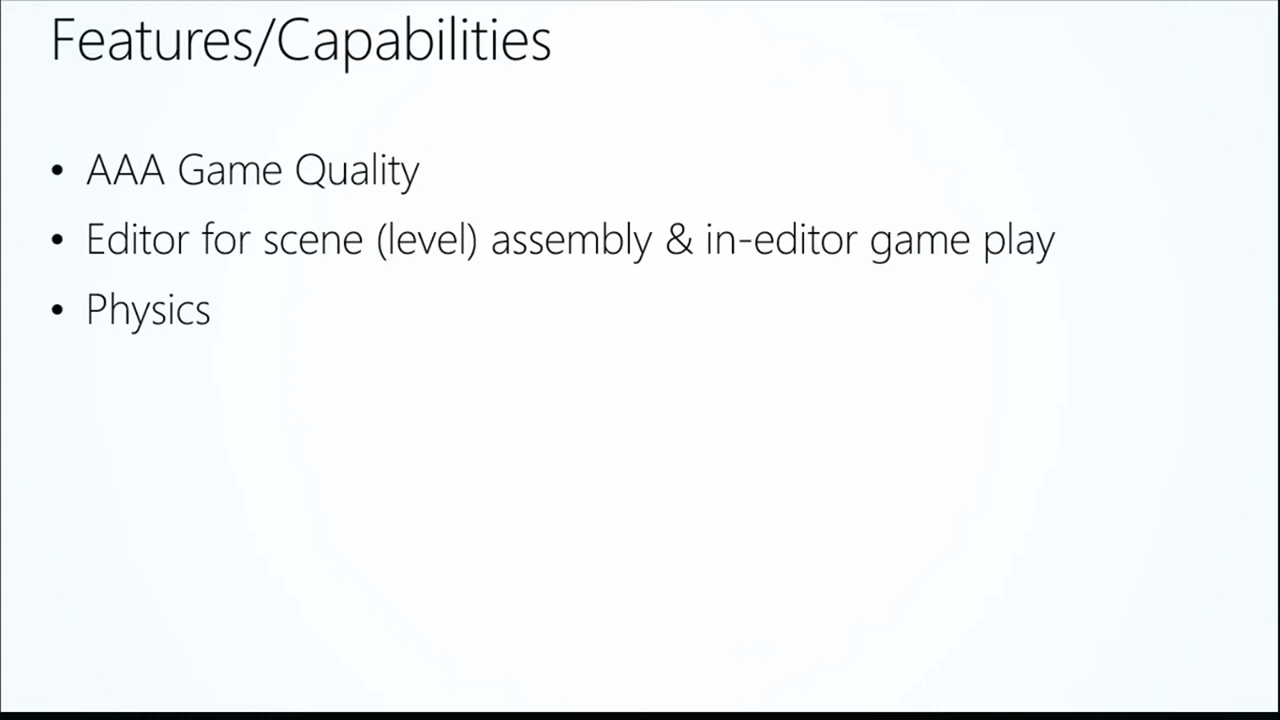 Features/Capabilities
• AAA Game Quality
• Editor for scene (level) assembly & in-editor game play
• Physics